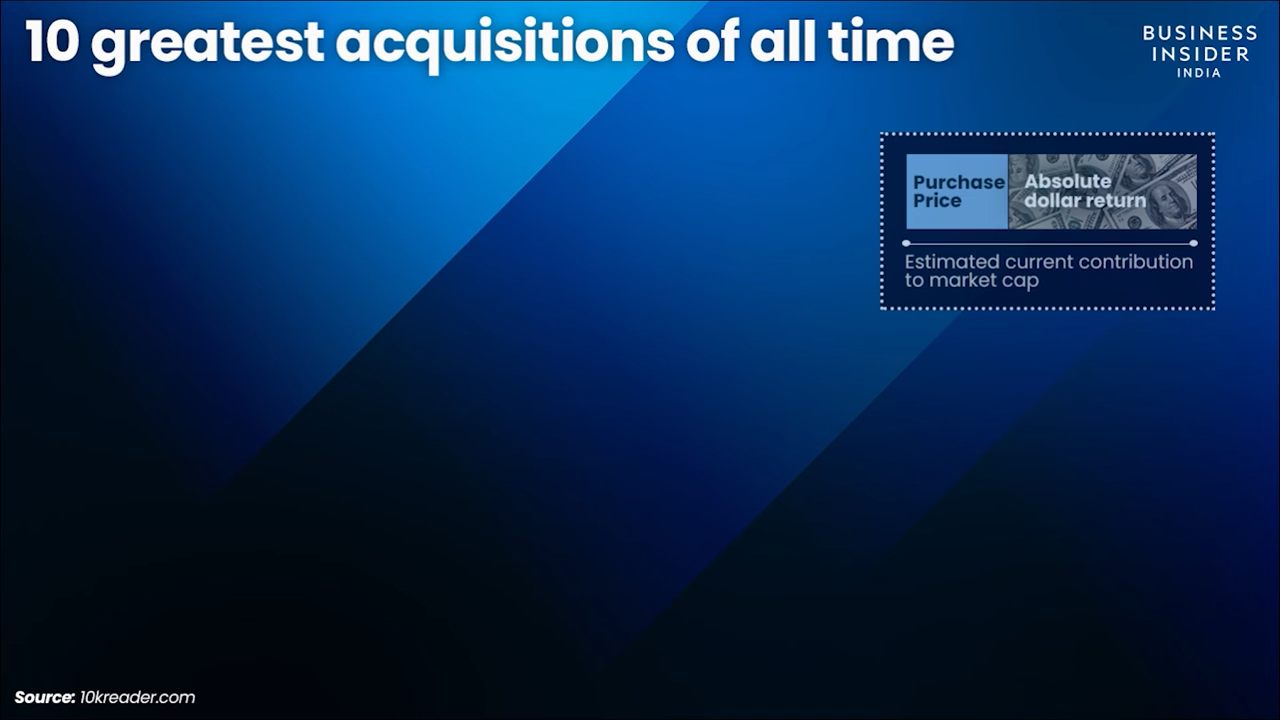 10 greatest acquisitions of all time
BUSINESS
INSIDER
INDIA
Purchase
Price
Absolute
dollar return
Estimated current contribution
to market cap
Source: 10kreader.com